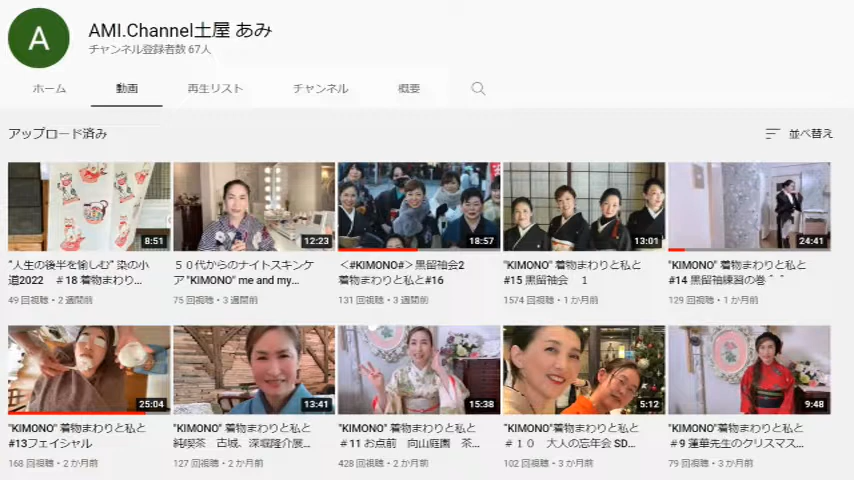 A
AMI.Channel土屋 あみ
チャンネル登録者数 67人
ホーム 動画 再生リスト チャンネル 概要
アップロード済み 並べ替え
8:51 12:23 18:57 13:01 24:41
"人生の後半を愉しむ" 染の小道2022 ＃18 着物まわり...
49 回視聴・2 週間前
５０代からのナイトスキンケア "KIMONO" me and my...
75 回視聴・3 週間前
＜#KIMONO#＞黒留袖会2
着物まわりと私と#16
131 回視聴・3 週間前
"KIMONO" 着物まわりと私と
#15 黒留袖会　1
1574 回視聴・1 か月前
"KIMONO" 着物まわりと私と
#14 黒留袖練習の巻＾＾
129 回視聴・1 か月前
25:04 13:41 15:38 5:12 9:48
"KIMONO" 着物まわりと私と
#13フェイシャル
168 回視聴・2 か月前
"KIMONO" 着物まわりと私と
純喫茶　古城、深堀隆介展...
127 回視聴・2 か月前
"KIMONO"着物まわりと私と
＃11 お点前　向山庭園　茶...
428 回視聴・2 か月前
"KIMONO"着物まわりと私と
＃１０　大人の忘年会 SD...
102 回視聴・3 か月前
"KIMONO"着物まわりと私と
＃９ 蓮華先生のクリスマス...
79 回視聴・3 か月前